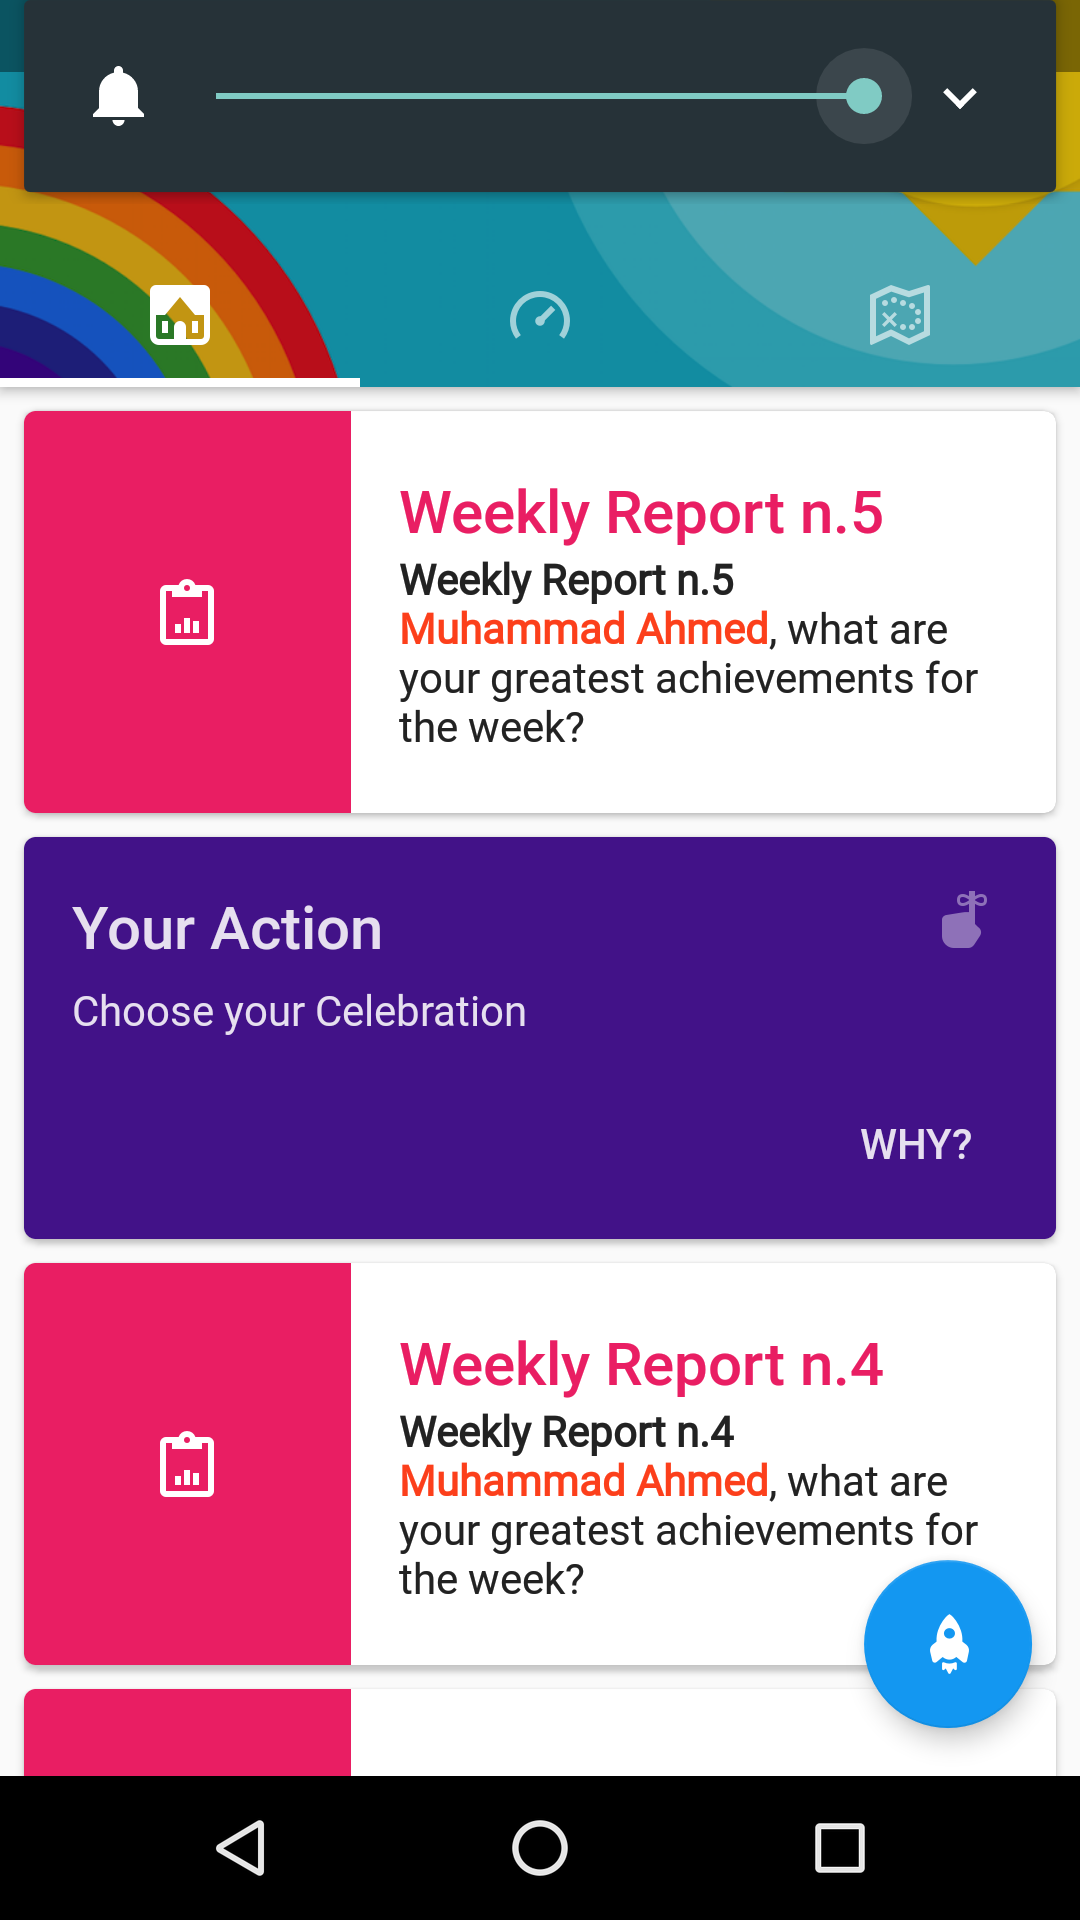 Weekly Report n.5
Weekly Report n.5
Muhammad Ahmed, what are
your greatest achievements for
the week?
Your Action
Choose your Celebration
WHY?
Weekly Report n.4
Weekly Report n.4
Muhammad Ahmed, what are
your greatest achievements for
the week?